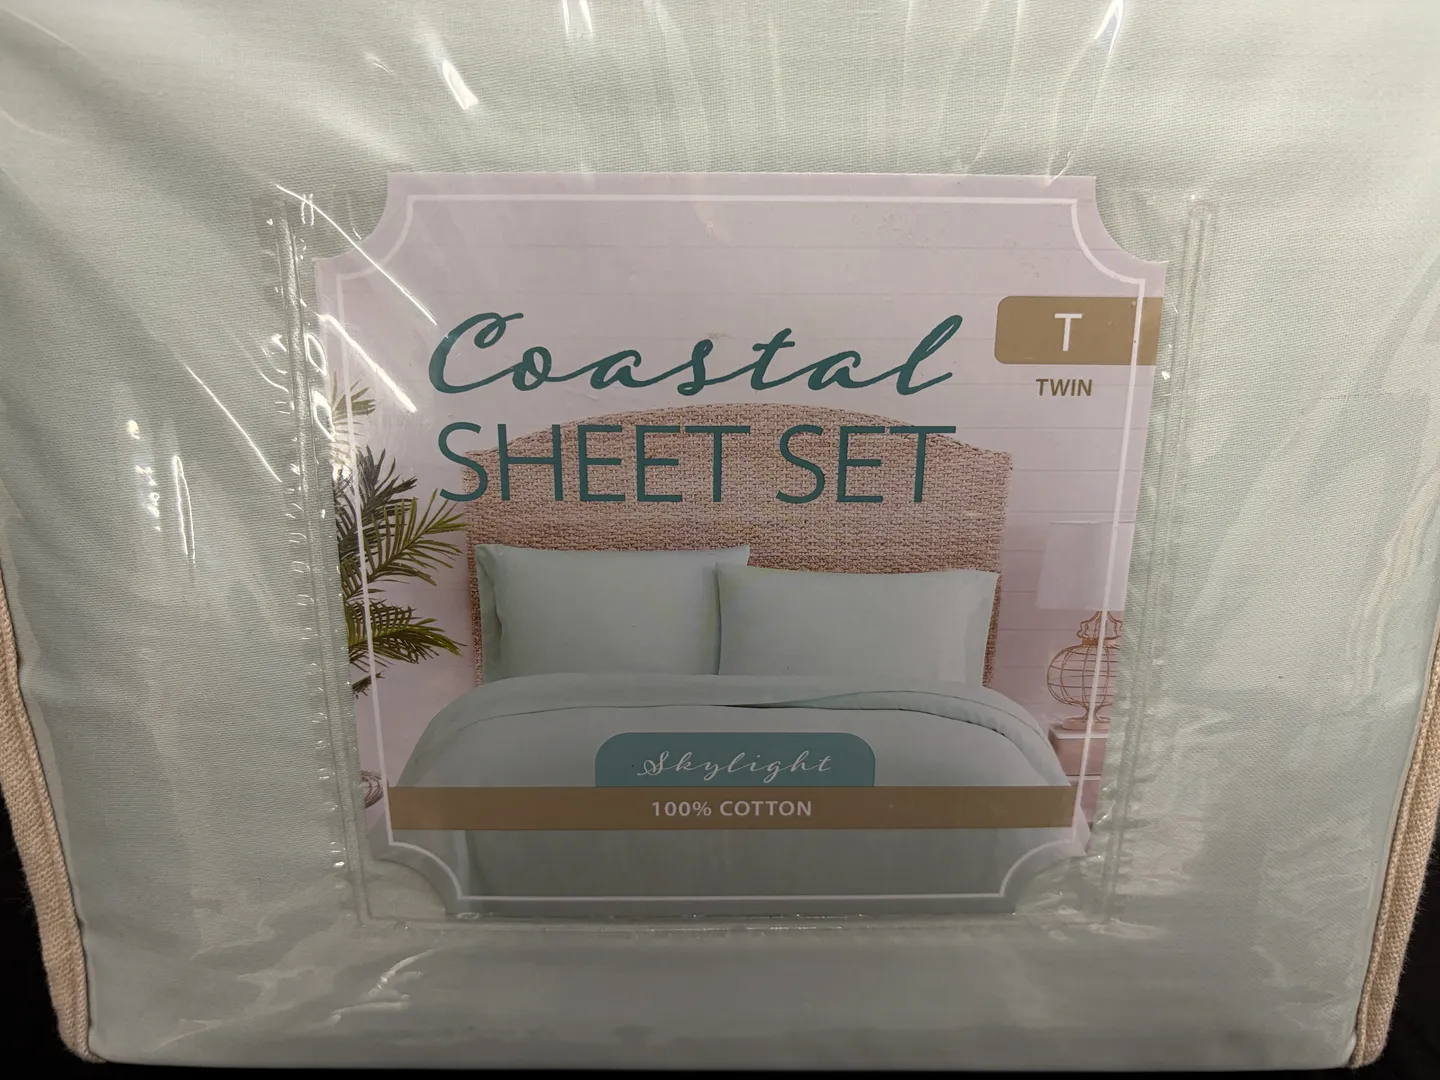 Coastal
SHEET SET
T
TWIN
Skylight
100% COTTON